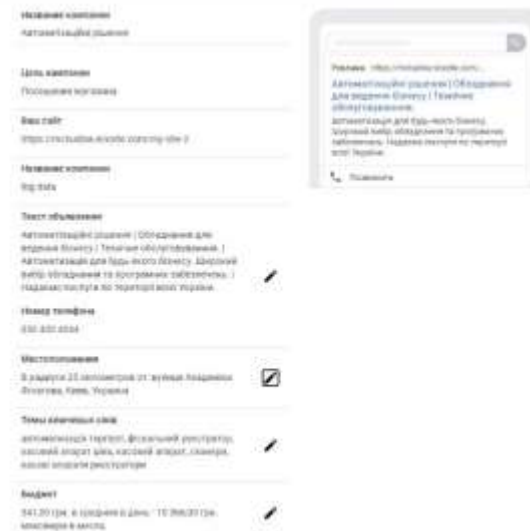 Название кампании
Автоматизаційні рішення
Цель кампании
Посещение магазина
Ваш сайт
Название компании
big data
Текст объявления
Автоматизаційні рішення | Обладнання для
ведення бізнесу | Технічне обслуговування. |
Автоматизація для будь-якого бізнесу. Широкий
вибір обладнання та програмних забезпечень. |
Надаємо послуги по території всієї України.
Номер телефона
Местоположение
В радиусе 25 километров от: вулиця Академіка
Киев, Украина
Темы ключевых слов
автоматизація торгівлі, фіскальний реєстратор,
касовий апарат ціна, касовий апарат, сканери,
касові апарати реєстратори
Бюджет
грн. в среднем в день · грн.
максимум в месяц
Реклама
Автоматизаційні рішення | Обладнання
для ведення бізнесу | Технічне
обслуговування.
Автоматизація для будь-якого бізнесу.
Широкий вибір обладнання та програмних
забезпечень. Надаємо послуги по території
всієї України.
Позвонить